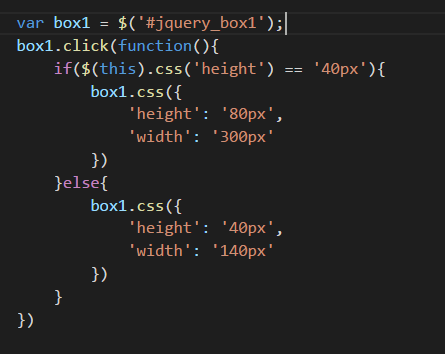 var box1 = $('#jquery_box1');
box1.click(function(){
    if($(this).css('height') == '40px'){
        box1.css({
            'height': '80px',
            'width': '300px'
        })
    }else{
        box1.css({
            'height': '40px',
            'width': '140px'
        })
    }
})